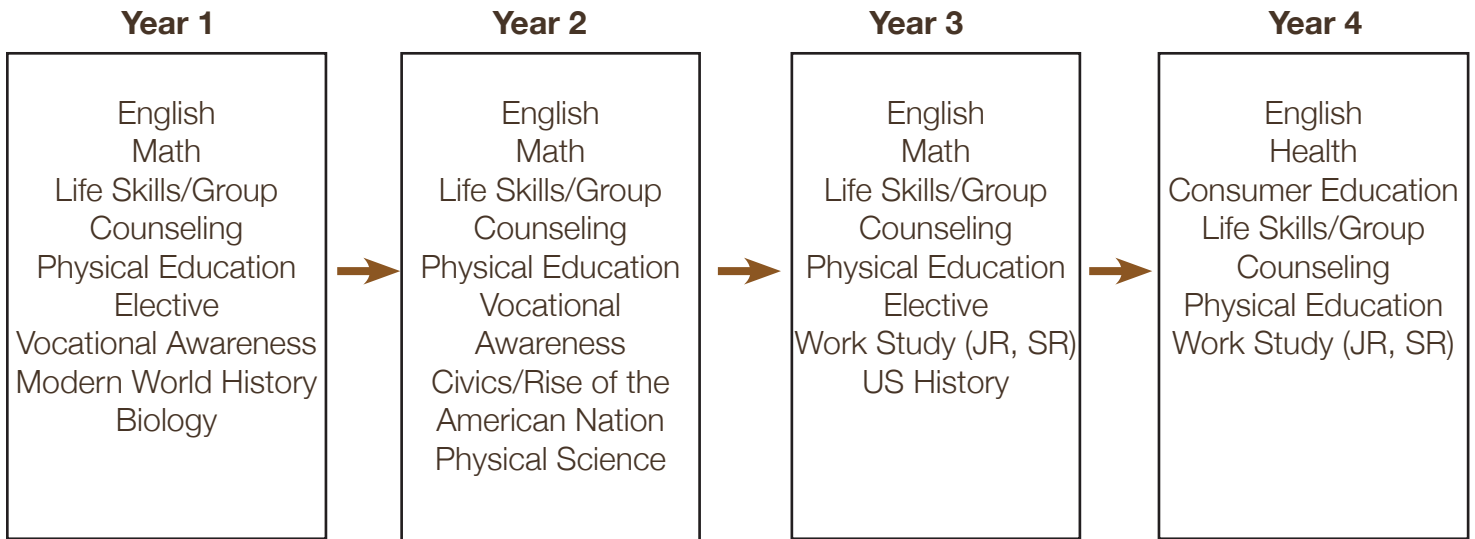 Year 1
English
Math
Life Skills/Group
Counseling
Physical Education
Elective
Vocational Awareness
Modern World History
Biology
Year 2
English
Math
Life Skills/Group
Counseling
Physical Education
Vocational
Awareness
Civics/Rise of the
American Nation
Physical Science
Year 3
English
Math
Life Skills/Group
Counseling
Physical Education
Elective
Work Study (JR, SR)
US History
Year 4
English
Health
Consumer Education
Life Skills/Group
Counseling
Physical Education
Work Study (JR, SR)